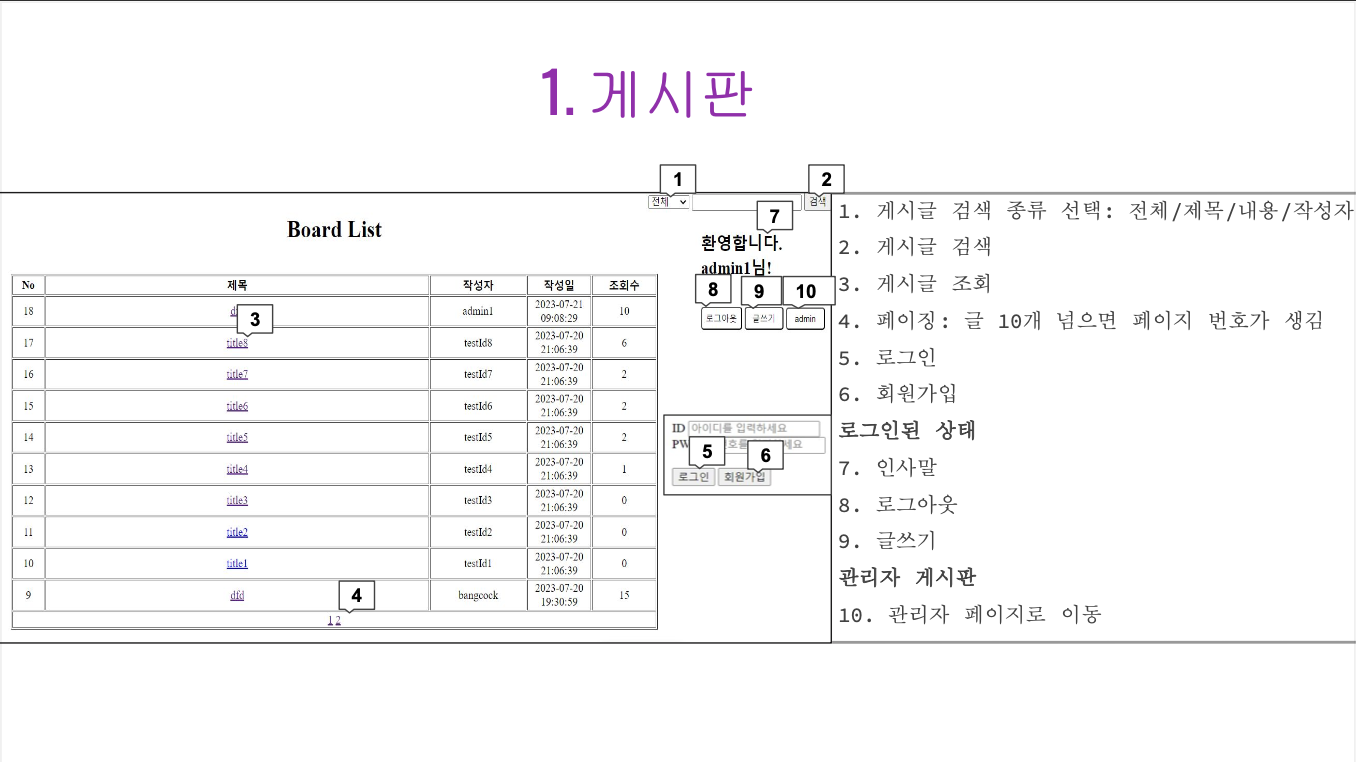 1. 게시판
1
2
전체
검색
7
Board List
환영합니다.
admin1님!
8
9
10
로그아웃
글쓰기
admin
No 제목 작성자 작성일 조회수
18 admin1 2023-07-21 09:08:29 10
3
17 title8 testId8 2023-07-20 21:06:39 6
16 title7 testId7 2023-07-20 21:06:39 2
15 title6 testId6 2023-07-20 21:06:39 2
14 title5 testId5 2023-07-20 21:06:39 2
13 title4 testId4 2023-07-20 21:06:39 1
12 title3 testId3 2023-07-20 21:06:39 0
11 title2 testId2 2023-07-20 21:06:39 0
10 title1 testId1 2023-07-20 21:06:39 0
9 dfd bangcock 2023-07-20 19:30:59 15
4
1 2
ID 아이디를 입력하세요
PW
5
6
로그인 회원가입
1. 게시글 검색 종류 선택: 전체/제목/내용/작성자
2. 게시글 검색
3. 게시글 조회
4. 페이징: 글 10개 넘으면 페이지 번호가 생김
5. 로그인
6. 회원가입
로그인된 상태
7. 인사말
8. 로그아웃
9. 글쓰기
관리자 게시판
10. 관리자 페이지로 이동